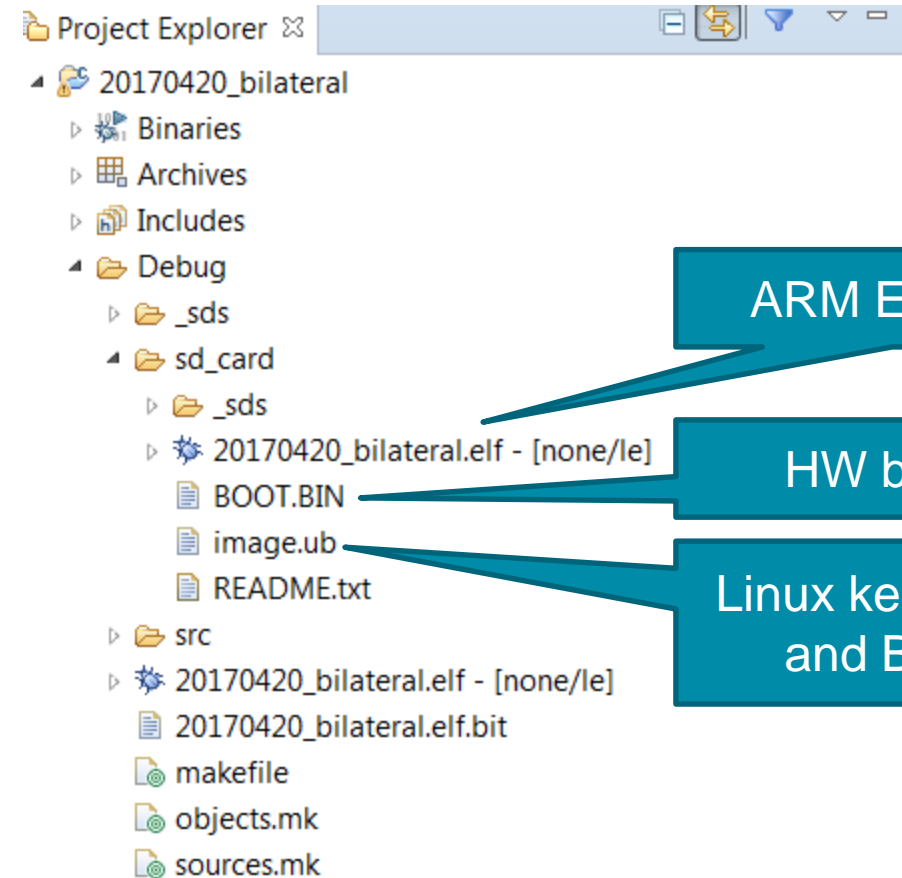 Project Explorer
20170420_bilateral
Binaries
Archives
Includes
Debug
_sds
sd_card
_sds
20170420_bilateral.elf - [none/le]
BOOT.BIN
image.ub
README.txt
src
20170420_bilateral.elf - [none/le]
20170420_bilateral.elf.bit
makefile
objects.mk
sources.mk
ARM
HW
Linux
and